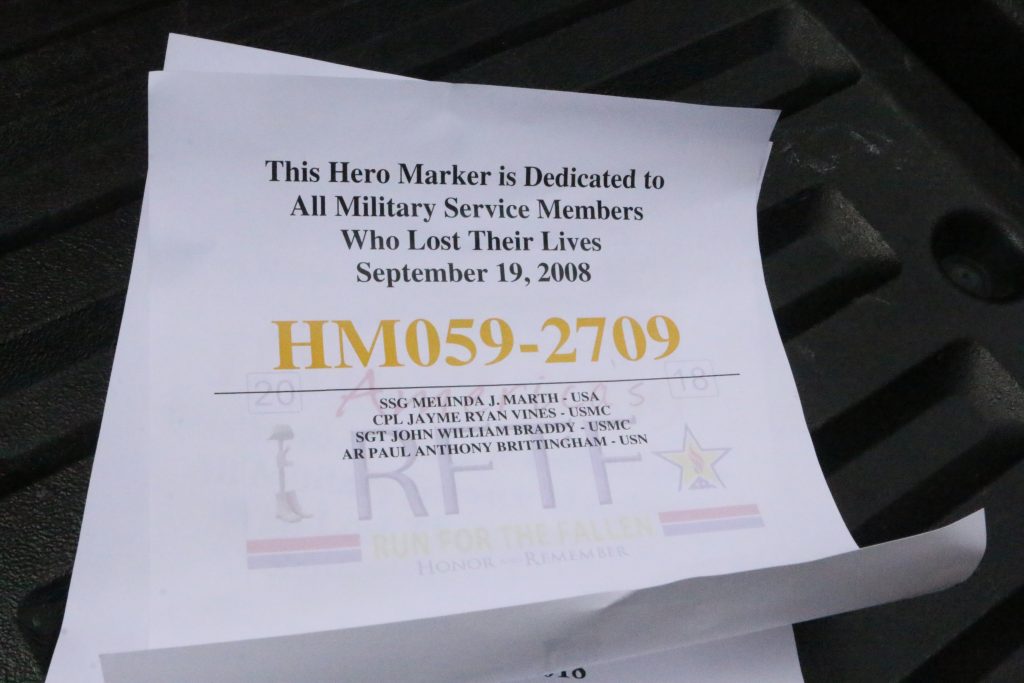 This Hero Marker is Dedicated to
All Military Service Members
Who Lost Their Lives
September 19, 2008
HM059-2709
20 America's 18
SSG MELINDA J. MARTH - USA
CPL JAYME RYAN VINES - USMC
SGT JOHN WILLIAM BRADDY - USMC
AR PAUL ANTHONY BRITTINGHAM - USN
RFTF
RUN FOR THE FALLEN
HONOR AND REMEMBER